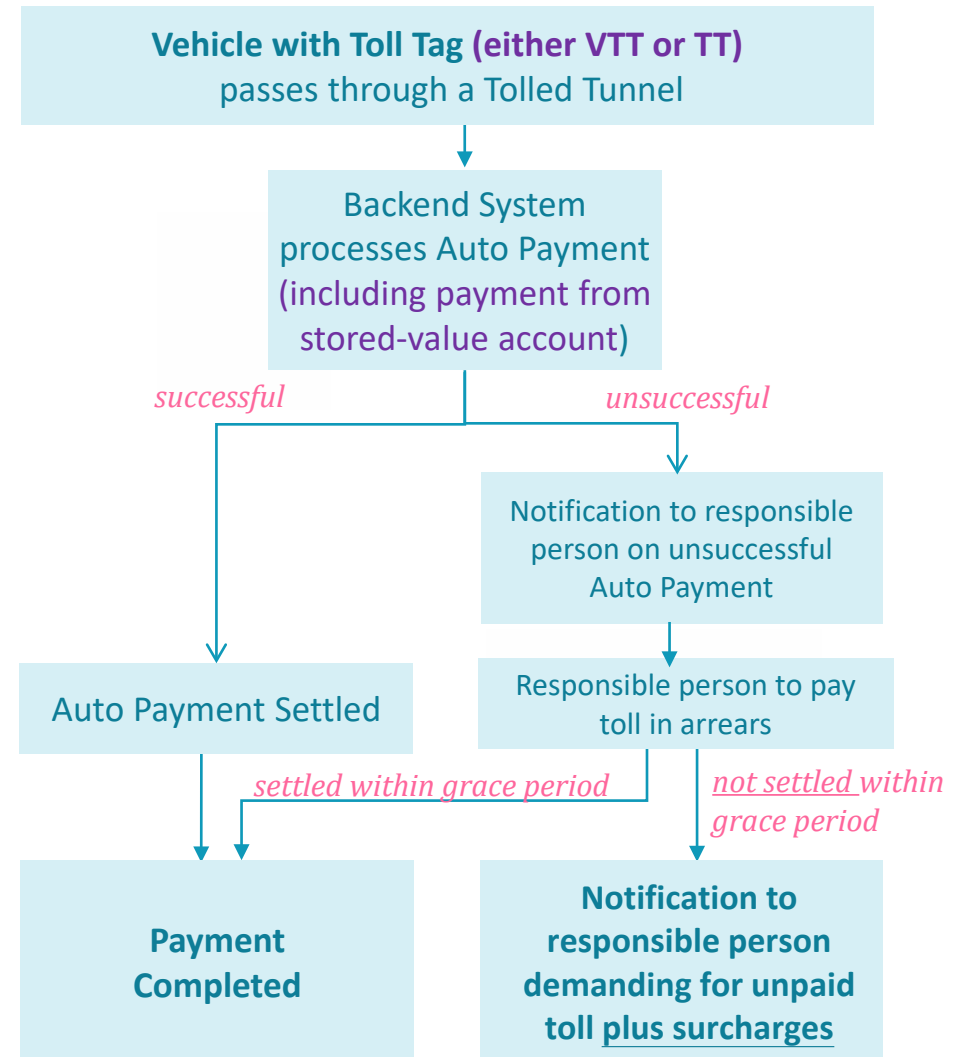 Vehicle with Toll Tag (either VTT or TT)
passes through a Tolled Tunnel
Backend System
processes Auto Payment
(including payment from
stored-value account)
successful
unsuccessful
Notification to responsible
person on unsuccessful
Auto Payment
Auto Payment Settled
Responsible person to pay
toll in arrears
settled within grace period
not settled within
grace period
Payment
Completed
Notification to
responsible person
demanding for unpaid
toll plus surcharges